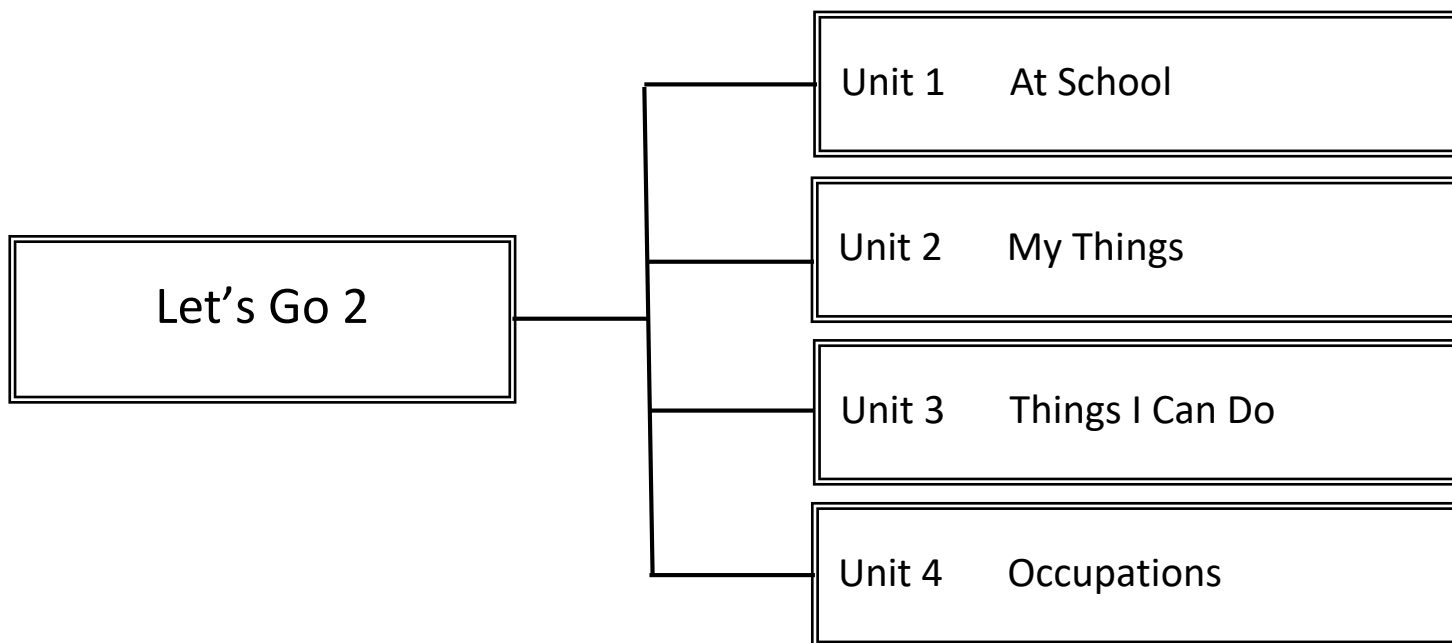 Let’s Go 2
Unit 1 At School
Unit 2 My Things
Unit 3 Things I Can Do
Unit 4 Occupations